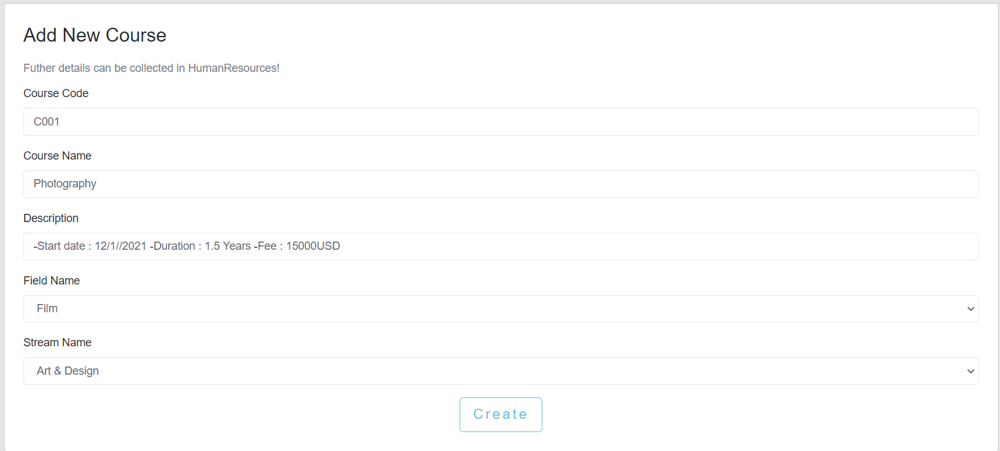 Add New Course
Futher details can be collected in HumanResources!
Course Code
C001
Course Name
Photography
Description
-Start date : 12/1//2021 -Duration : 1.5 Years -Fee : 15000USD
Field Name
Film
Stream Name
Art & Design
Create